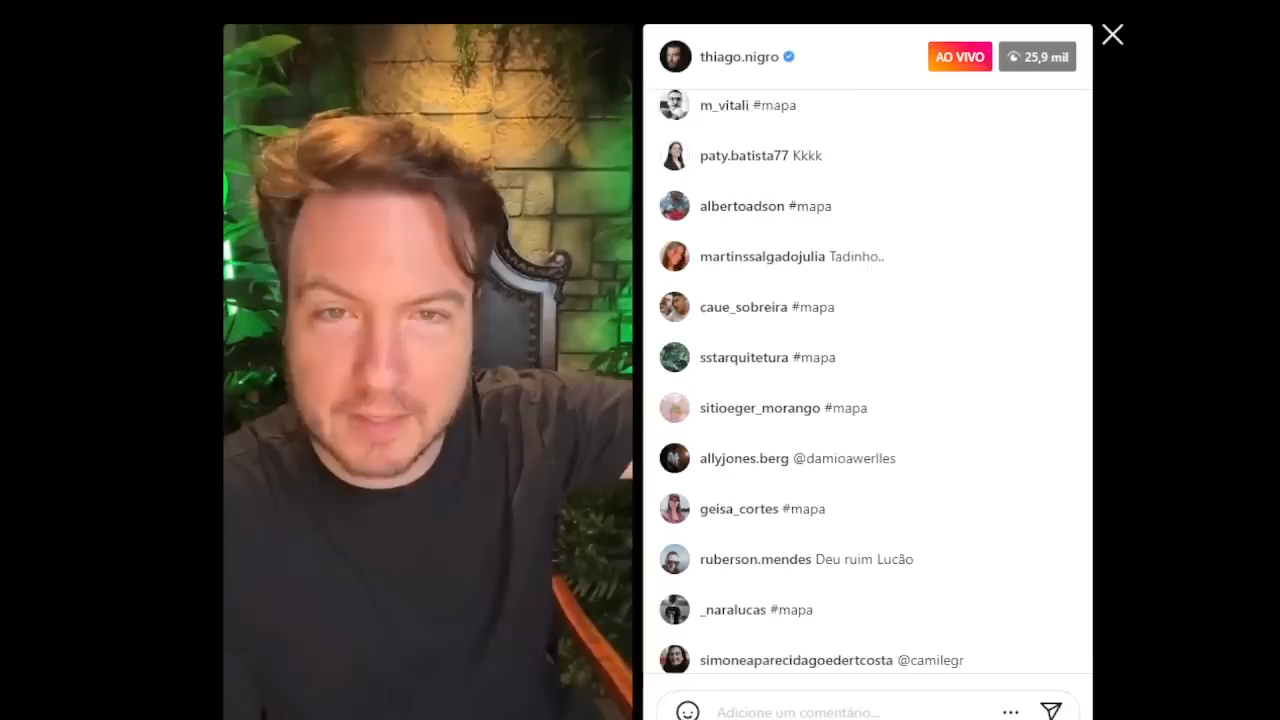 thiago.nigro
AO VIVO
25,9 mil
m_vitali #mapa
paty.batista77 Kkkk
albertoadson #mapa
martinssalgadojulia Tadinho..
caue_sobreira #mapa
sstarquitetura #mapa
sitioeger_morango #mapa
allyjones.berg @damioawerlles
geisa_cortes #mapa
ruberson.mendes Deu ruim Lucão
_naralucas #mapa
simoneaparecidagoedertcosta @camilegr
Adicione um comentário...